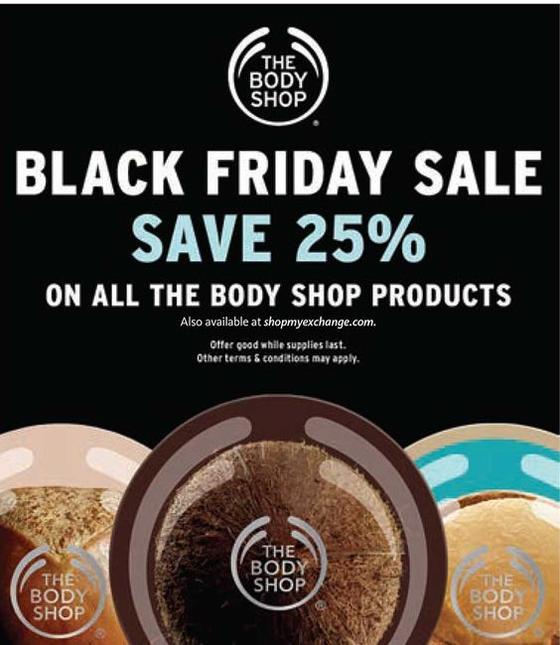 THE
BODY
SHOP
®
BLACK FRIDAY SALE
SAVE 25%
ON ALL THE BODY SHOP PRODUCTS
Also available at shopmyexchange.com.
Offer good while supplies last.
Other terms & conditions may apply.
THE
BODY
SHOP
®
THE
BODY
SHOP
®
THE
BODY
SHOP
®